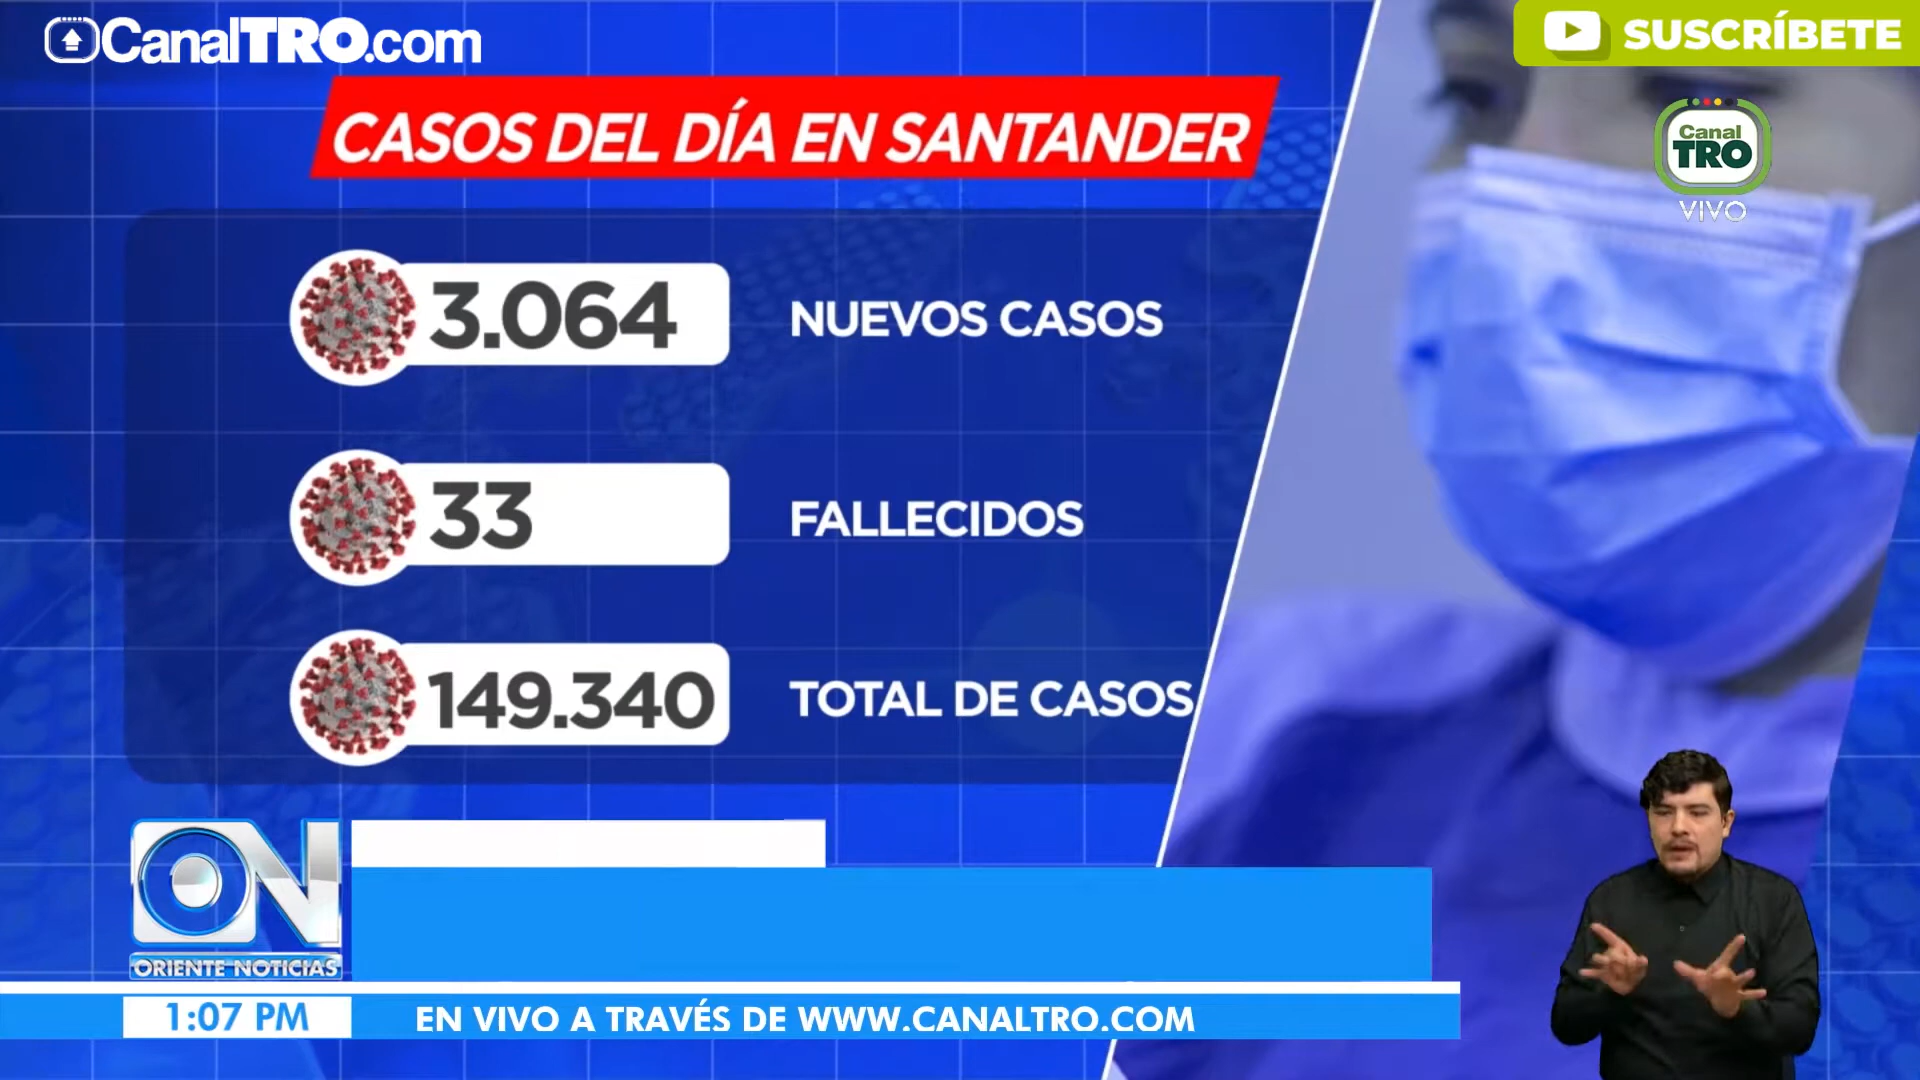 CanalTRO.com
SUSCRÍBETE
CASOS DEL DÍA EN SANTANDER
Canal
TRO
VIVO
3.064 NUEVOS CASOS
33 FALLECIDOS
149.340 TOTAL DE CASOS
ON
ORIENTE NOTICIAS
1:07 PM EN VIVO A TRAVÉS DE WWW.CANALTRO.COM